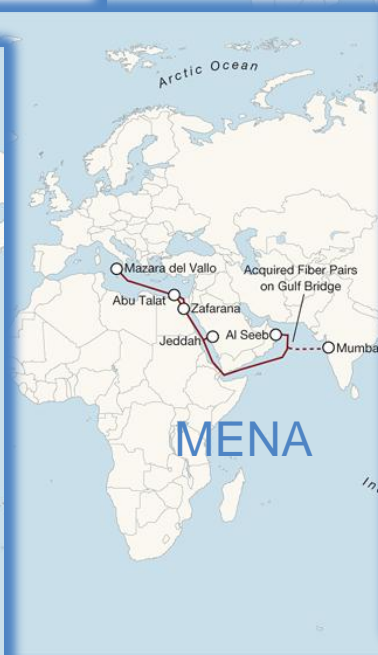 Arctic Ocean
Mazara del Vallo
Acquired Fiber Pairs
on Gulf Bridge
Abu Talat
Zafarana
Jeddah
Al Seeb
Mumba
MENA
In